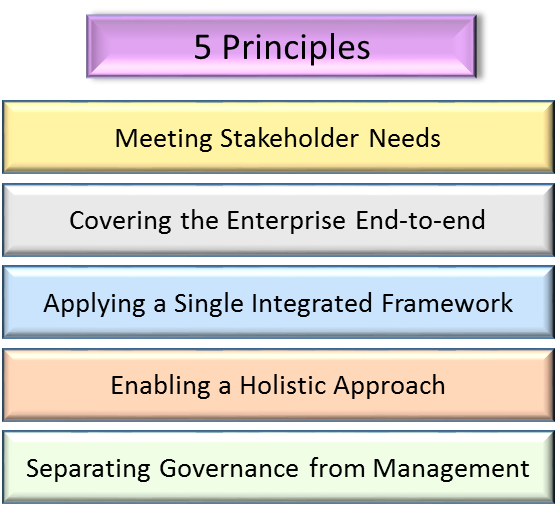 5 Principles
Meeting Stakeholder Needs
Covering the Enterprise End-to-end
Applying a Single Integrated Framework
Enabling a Holistic Approach
Separating Governance from Management